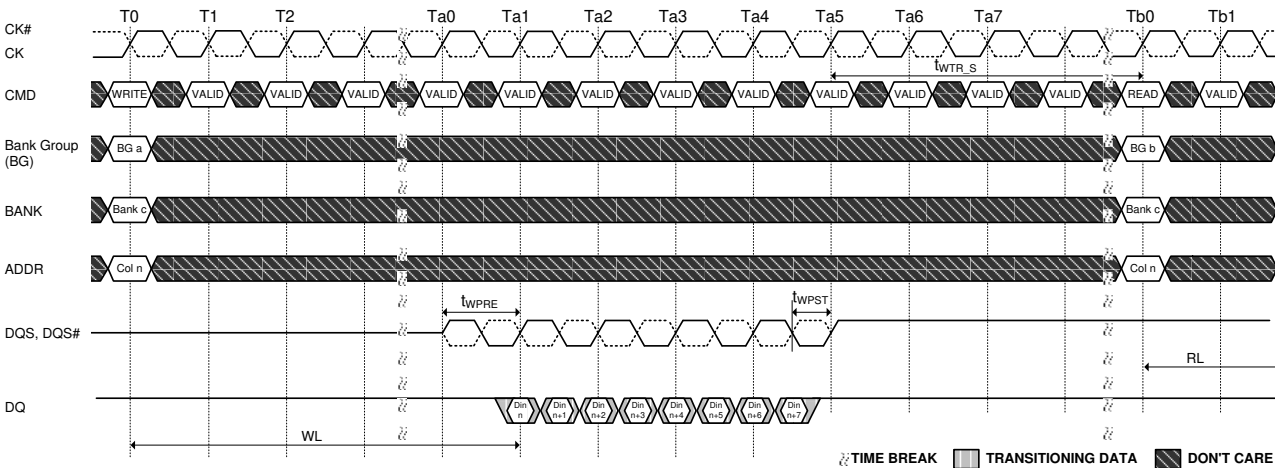 T0 T1 T2 Ta0 Ta1 Ta2 Ta3 Ta4 Ta5 Ta6 Ta7 Tb0 Tb1
CK#
CK
tWTR_S
CMD WRITE VALID VALID VALID VALID VALID VALID VALID VALID VALID VALID VALID VALID READ VALID
Bank Group
(BG)
BG a BG b
BANK Bank c Bank c
ADDR Col n Col n
tWPRE tWPST
DQS, DQS#
RL
DQ
Din Din Din Din Din Din Din Din
n n+1 n+2 n+3 n+4 n+5 n+6 n+7
WL
TIME BREAK TRANSITIONING DATA DON'T CARE